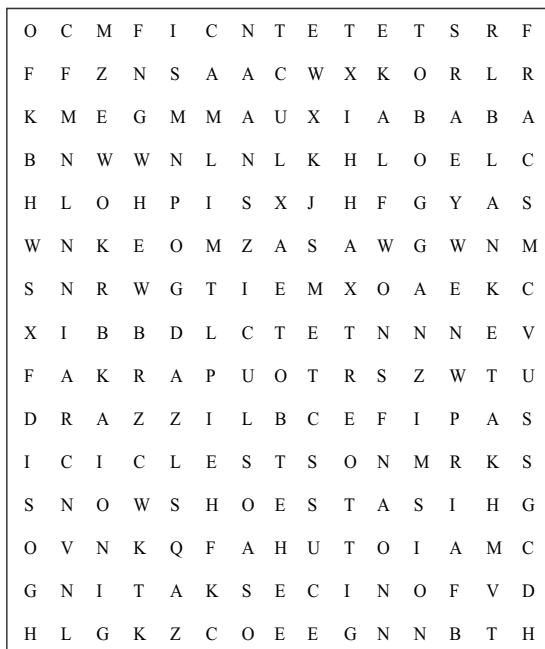 O C M F I C N T E T E T S R F
F F Z N S A A C W X K O R L R
K M E G M M A U X I A B A B A
B N W W N L N L K H L O E L C
H L O H P I S X J H F G Y A S
W N K E O M Z A S A W G W N M
S N R W G T I E M X O A E K C
X I B B D L C T E T N N N E V
F A K R A P U O T R S Z W T U
D R A Z Z I L B C E F I P A S
I C I C L E S T S O N M R K S
S N O W S H O E S T A S I H G
O V N K Q F A H U T O I A M C
G N I T A K S E C I N O F V D
H L G K Z C O E E G N N B T H